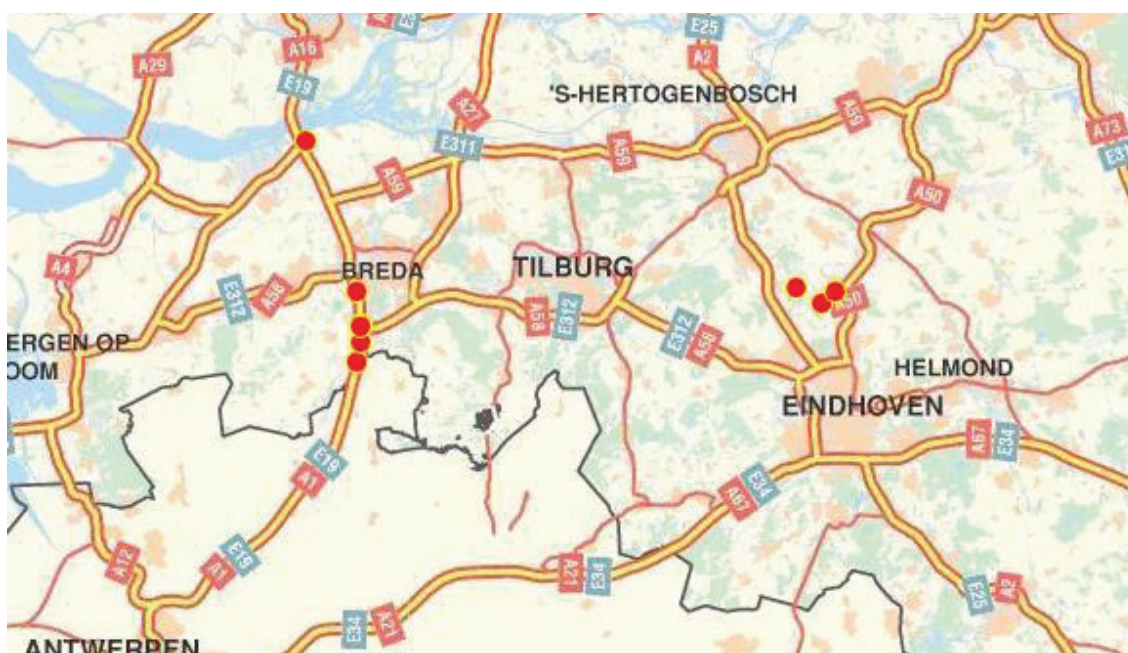 E25
A16
A2
A29
E19
'S-HERTOGENBOSCH
A27
A59
A73
E311
A59
A59
A50
A4
BREDA
TILBURG
E312
A58
A58
E312
A50
E312
A58
ERGEN OP
OOM
HELMOND
EINDHOVEN
A67
E34
E19
A1
E34
A67
A12
E19
A1
A21
E34
E25
A2
E34
A21
ANTWERPEN